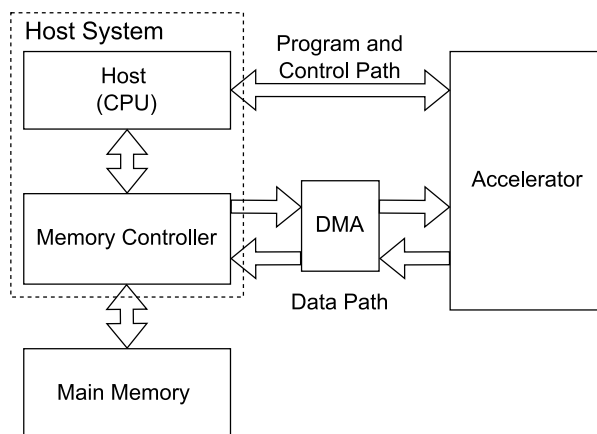 Host System
Host
(CPU)
Program and
Control Path
Accelerator
Memory Controller
DMA
Data Path
Main Memory